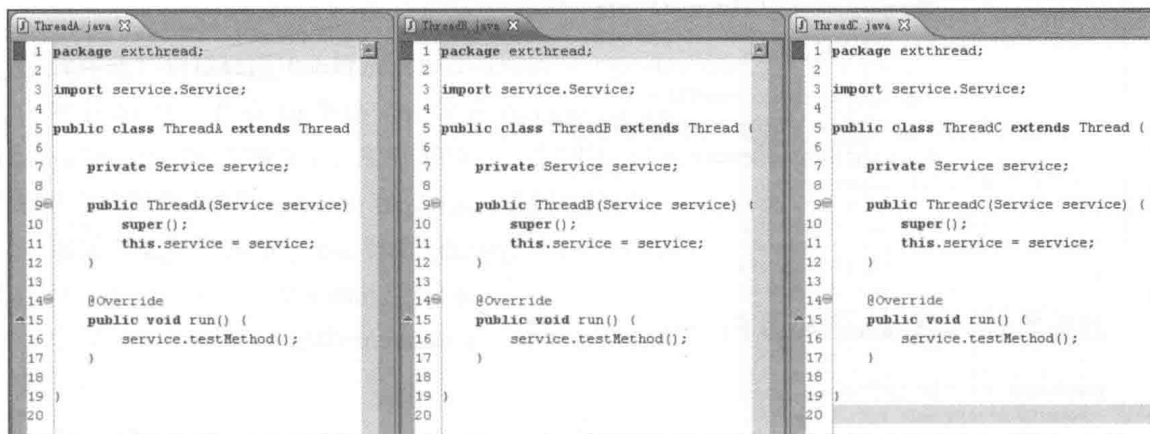 ThreadA.java
1 package extthread;
2
3 import service.Service;
4
5 public class ThreadA extends Thread
6
7 private Service service;
8
9 public ThreadA(Service service)
10 super();
11 this.service = service;
12 }
13
14 @Override
15 public void run() {
16 service.testMethod();
17 }
18
19 }
20
ThreadB.java
1 package extthread;
2
3 import service.Service;
4
5 public class ThreadB extends Thread {
6
7 private Service service;
8
9 public ThreadB(Service service) {
10 super();
11 this.service = service;
12 }
13
14 @Override
15 public void run() {
16 service.testMethod();
17 }
18
19 }
20
ThreadC.java
1 package extthread;
2
3 import service.Service;
4
5 public class ThreadC extends Thread {
6
7 private Service service;
8
9 public ThreadC(Service service) {
10 super();
11 this.service = service;
12 }
13
14 @Override
15 public void run() {
16 service.testMethod();
17 }
18
19 }
20